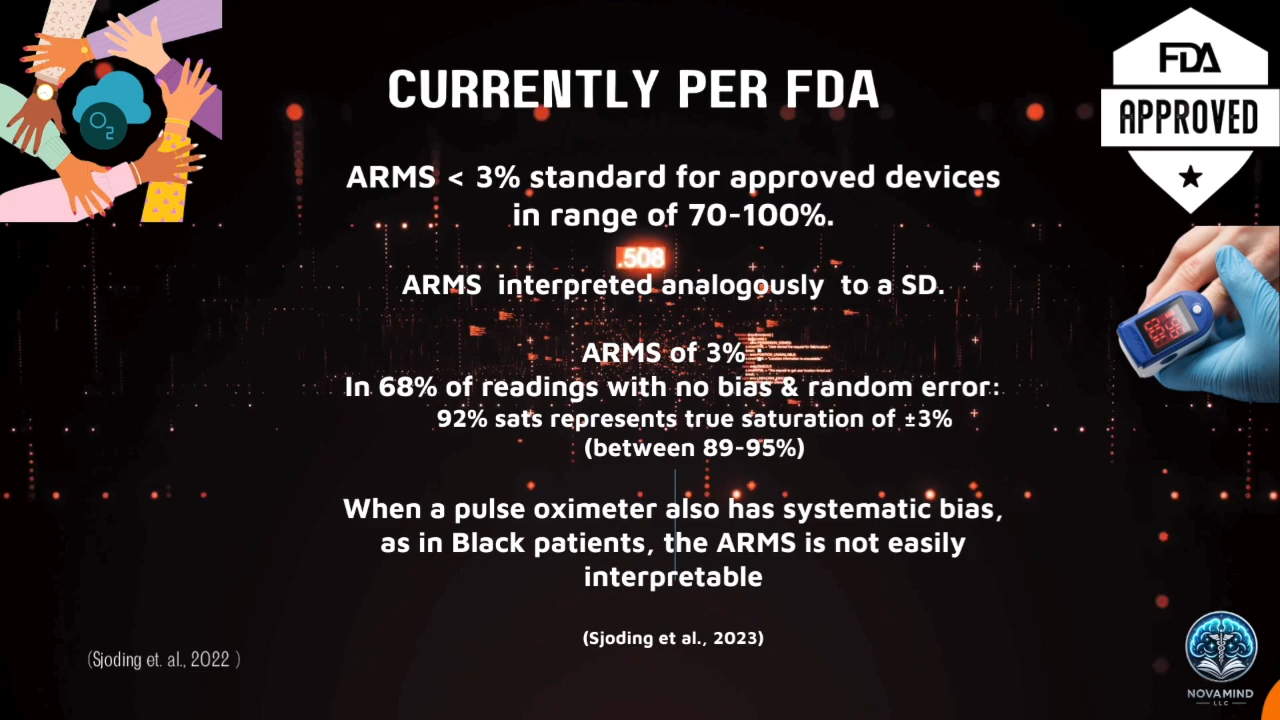 CURRENTLY PER FDA
FDA
APPROVED
O2
ARMS < 3% standard for approved devices
in range of 70-100%.
.508
ARMS interpreted analogously to a SD.
ARMS of 3% :
In 68% of readings with no bias & random error:
92% sats represents true saturation of ±3%
(between 89-95%)
When a pulse oximeter also has systematic bias,
as in Black patients, the ARMS is not easily
interpretable
(Sjoding et al., 2023)
(Sjoding et. al., 2022 )
NOVAMIND
LLC